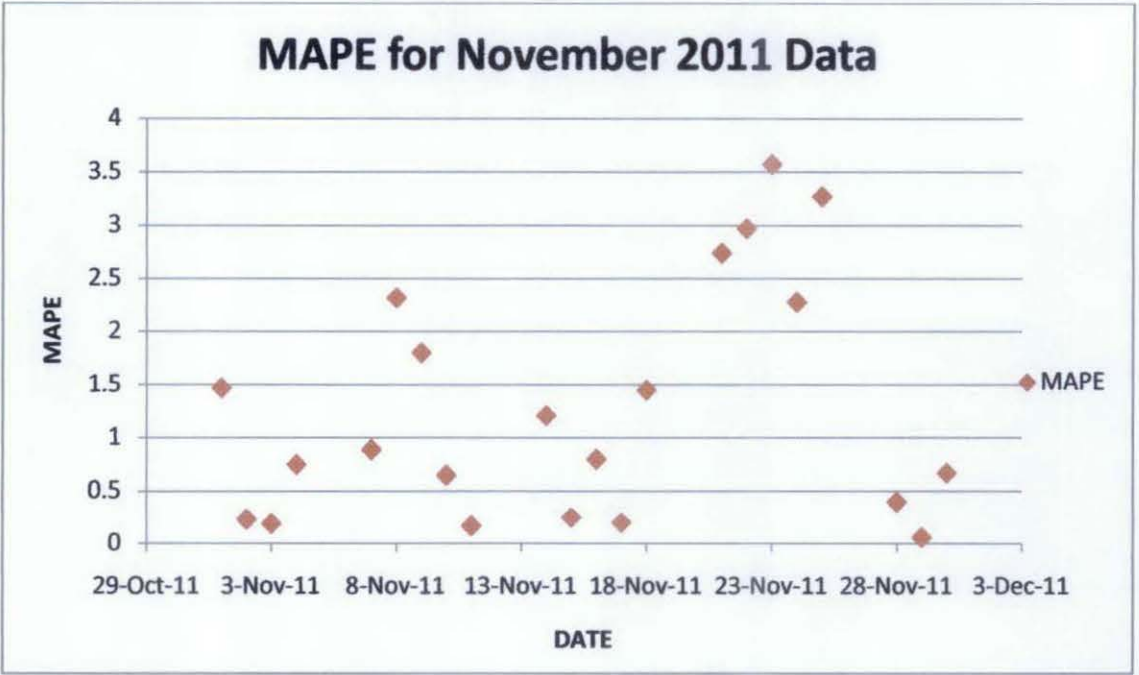 MAPE for November 2011 Data
4
3.5
3
2.5
2
1.5
1
0.5
0
MAPE
29-Oct-11 3-Nov-11 8-Nov-11 13-Nov-11 18-Nov-11 23-Nov-11 28-Nov-11 3-Dec-11
DATE
MAPE